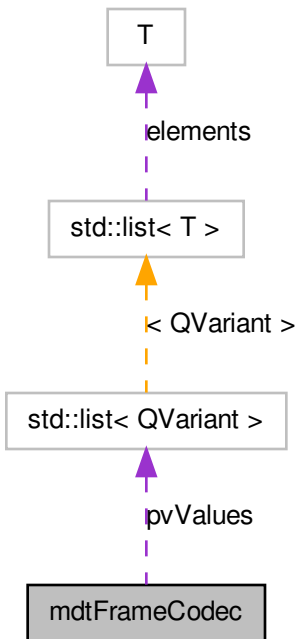 T
elements
std::list< T >
< QVariant >
std::list< QVariant >
pvValues
mdtFrameCodec